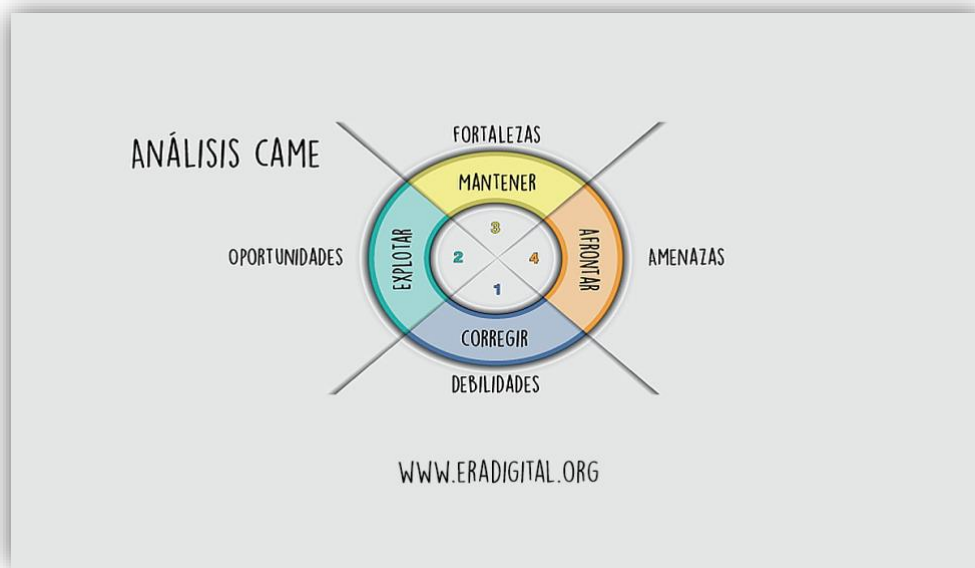 ANÁLISIS CAME
FORTALEZAS
MANTENER
3
OPORTUNIDADES
EXPLOTAR
2
4
AFRONTAR
AMENAZAS
1
CORREGIR
DEBILIDADES
WWW.ERADIGITAL.ORG